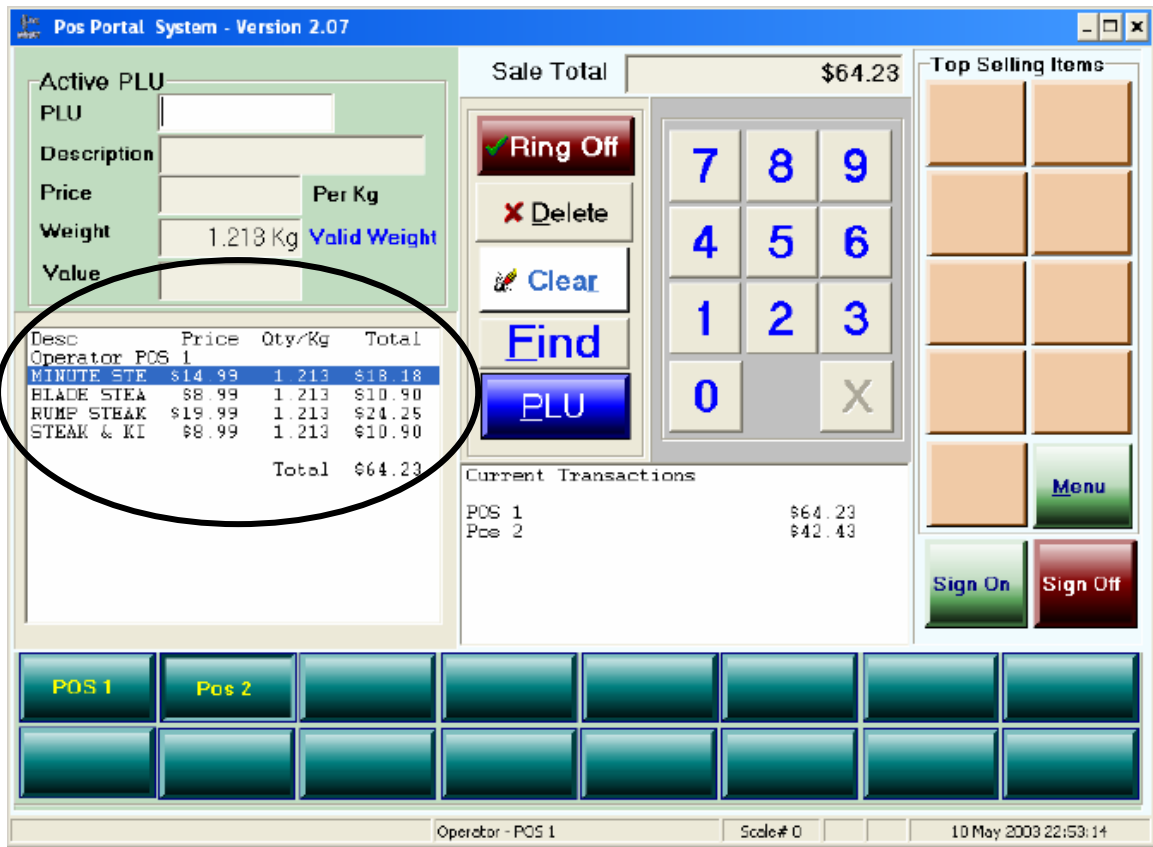 Pos Portal System - Version 2.07
Active PLU
PLU
Description
Price Per Kg
Weight 1.213 Kg Valid Weight
Value
Desc Price Qty/Kg Total
Operator POS 1
MINUTE STE $14.99 1.213 $18.18
BLADE STEA $8.99 1.213 $10.90
RUMP STEAK $19.99 1.213 $24.25
STEAK & KI $8.99 1.213 $10.90
Total $64.23
Sale Total $64.23
Ring Off
Delete
Clear
Find
PLU
7 8 9
4 5 6
1 2 3
0 X
Current Transactions
POS 1 $64.23
Pos 2 $42.43
Top Selling Items
Menu
Sign On Sign Off
POS 1 Pos 2
Operator - POS 1 Scale# 0 10 May 2003 22:53:14